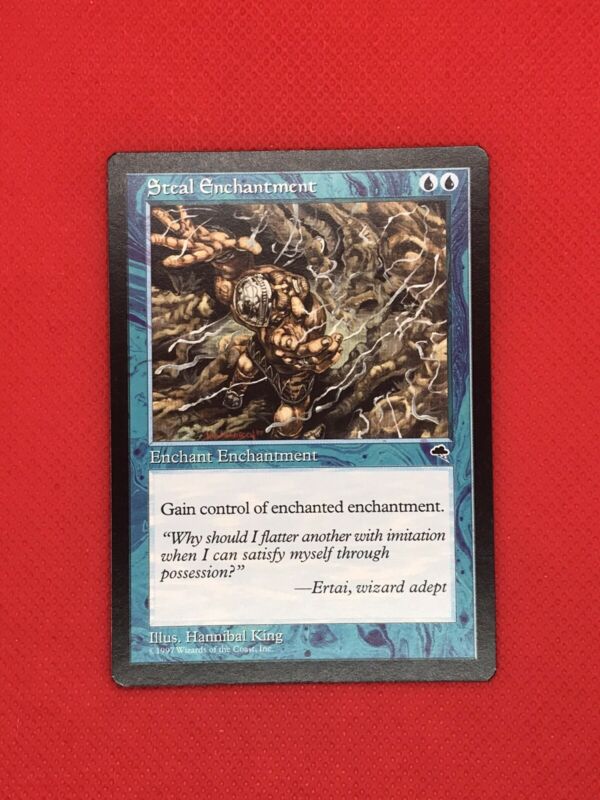 Steal Enchantment
Enchant Enchantment
Gain control of enchanted enchantment.
“Why should I flatter another with imitation
when I can satisfy myself through
possession?”
—Ertai, wizard adept
Illus. Hannibal King
©1997 Wizards of the Coast, Inc.